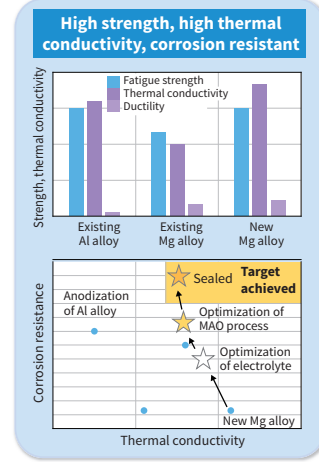 High strength, high thermal
conductivity, corrosion resistant
Strength, thermal conductivity
Fatigue strength
Thermal conductivity
Ductility
Existing
Al alloy
Existing
Mg alloy
New
Mg alloy
Corrosion resistance
Sealed
Target
achieved
Anodization
of Al alloy
Optimization of
MAO process
Optimization
of electrolyte
New Mg alloy
Thermal conductivity